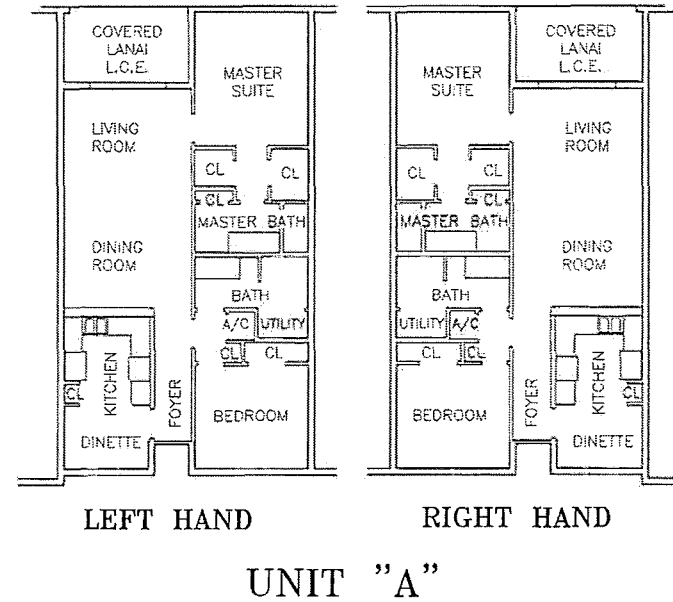 COVERED
LANAI
L.C.E.
MASTER
SUITE
LIVING
ROOM
CL
CL
CL
MASTER BATH
DINING
ROOM
BATH
A/C
UTILITY
CL
CL
KITCHEN
CL
FOYER
BEDROOM
DINETTE
LEFT HAND
COVERED
LANAI
L.C.E.
MASTER
SUITE
LIVING
ROOM
CL
CL
CL
MASTER BATH
DINING
ROOM
BATH
UTILITY
A/C
CL
CL
KITCHEN
CL
FOYER
BEDROOM
DINETTE
RIGHT HAND
UNIT "A"